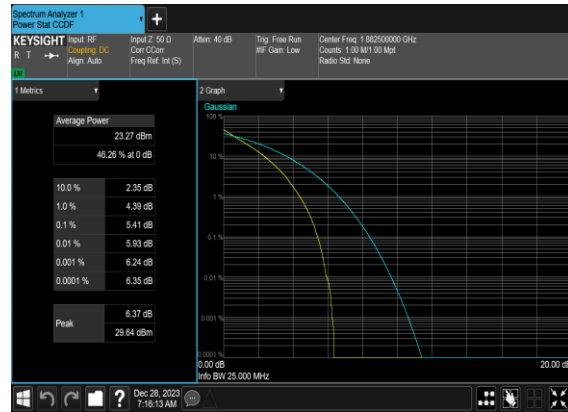 Spectrum Analyzer 1
Power Stat CCDF
+
KEYSIGHT
R T
LW
Input: RF
Coupling: DC
Align: Auto
Input Z: 50 Ω
Corr CCorr
Freq Ref: Int (S)
Atten: 40 dB
Trig: Free Run
#IF Gain: Low
Center Freq: 1.882500000 GHz
Counts: 1.00 M/1.00 Mpt
Radio Std: None
1 Metrics
Average Power
23.27 dBm
46.26 % at 0 dB
10.0 % 2.35 dB
1.0 % 4.39 dB
0.1 % 5.41 dB
0.01 % 5.93 dB
0.001 % 6.24 dB
0.0001 % 6.35 dB
Peak
6.37 dB
29.64 dBm
2 Graph
Gaussian
100 %
10 %
1 %
0.1 %
0.01 %
0.001 %
0.0001 %
0.00 dB 20.00 dB
Info BW 25.000 MHz
?
Dec 28, 2023
7:16:13 AM